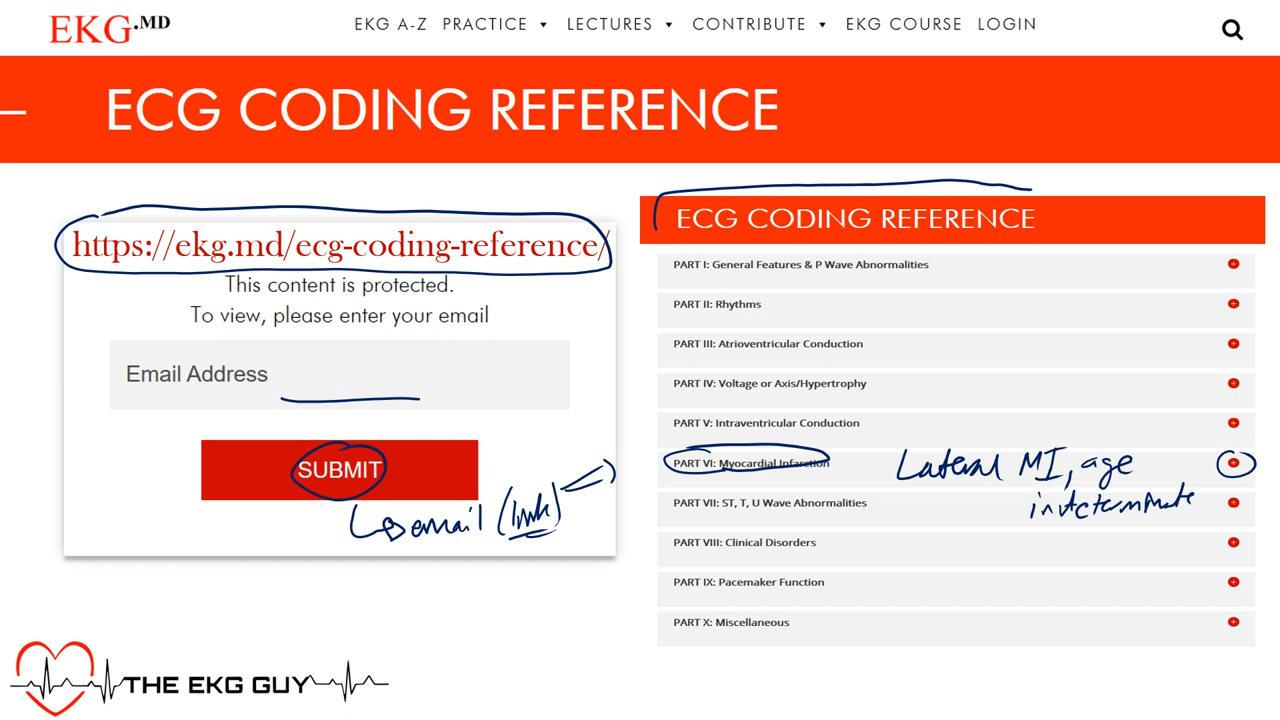 EKG.MD
EKG A-Z PRACTICE LECTURES CONTRIBUTE EKG COURSE LOGIN
ECG CODING REFERENCE
https://ekg.md/ecg-coding-reference/
This content is protected.
To view, please enter your email
Email Address
SUBMIT
email (link)
ECG CODING REFERENCE
PART I: General Features & P Wave Abnormalities
PART II: Rhythms
PART III: Atrioventricular Conduction
PART IV: Voltage or Axis/Hypertrophy
PART V: Intraventricular Conduction
PART VI: Myocardial Infarction
Lateral MI, age
indeterminate
PART VII: ST, T, U Wave Abnormalities
PART VIII: Clinical Disorders
PART IX: Pacemaker Function
PART X: Miscellaneous
THE EKG GUY